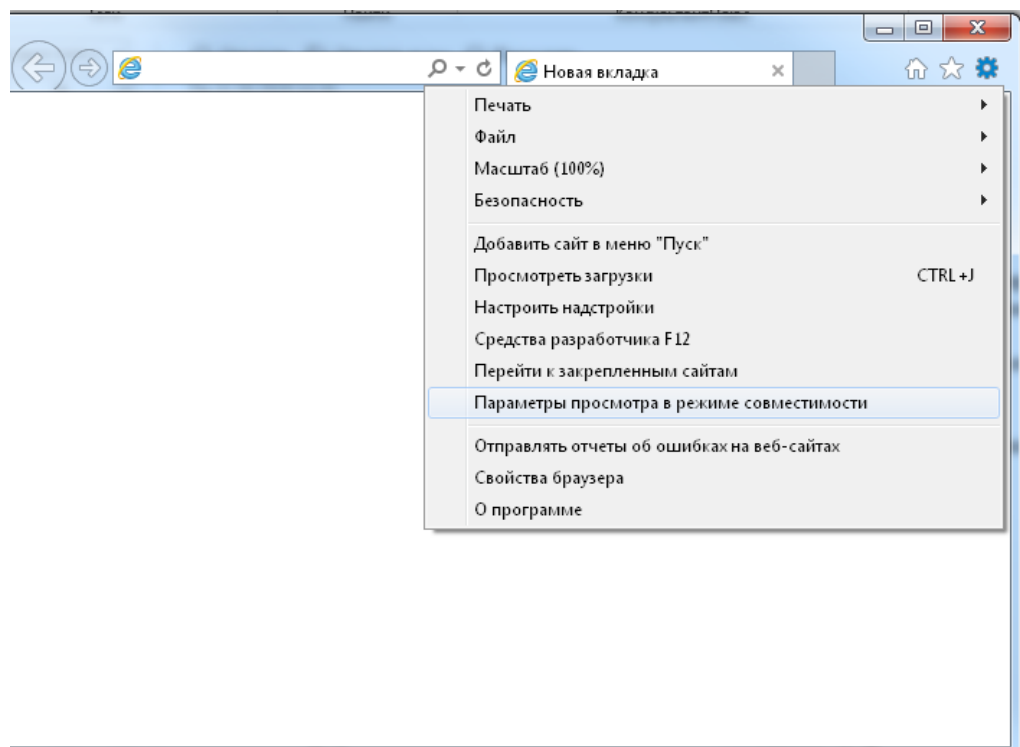 Новая вкладка
Печать
Файл
Масштаб (100%)
Безопасность
Добавить сайт в меню "Пуск"
Просмотреть загрузки CTRL+J
Настроить надстройки
Средства разработчика F12
Перейти к закрепленным сайтам
Параметры просмотра в режиме совместимости
Отправлять отчеты об ошибках на веб-сайтах
Свойства браузера
О программе